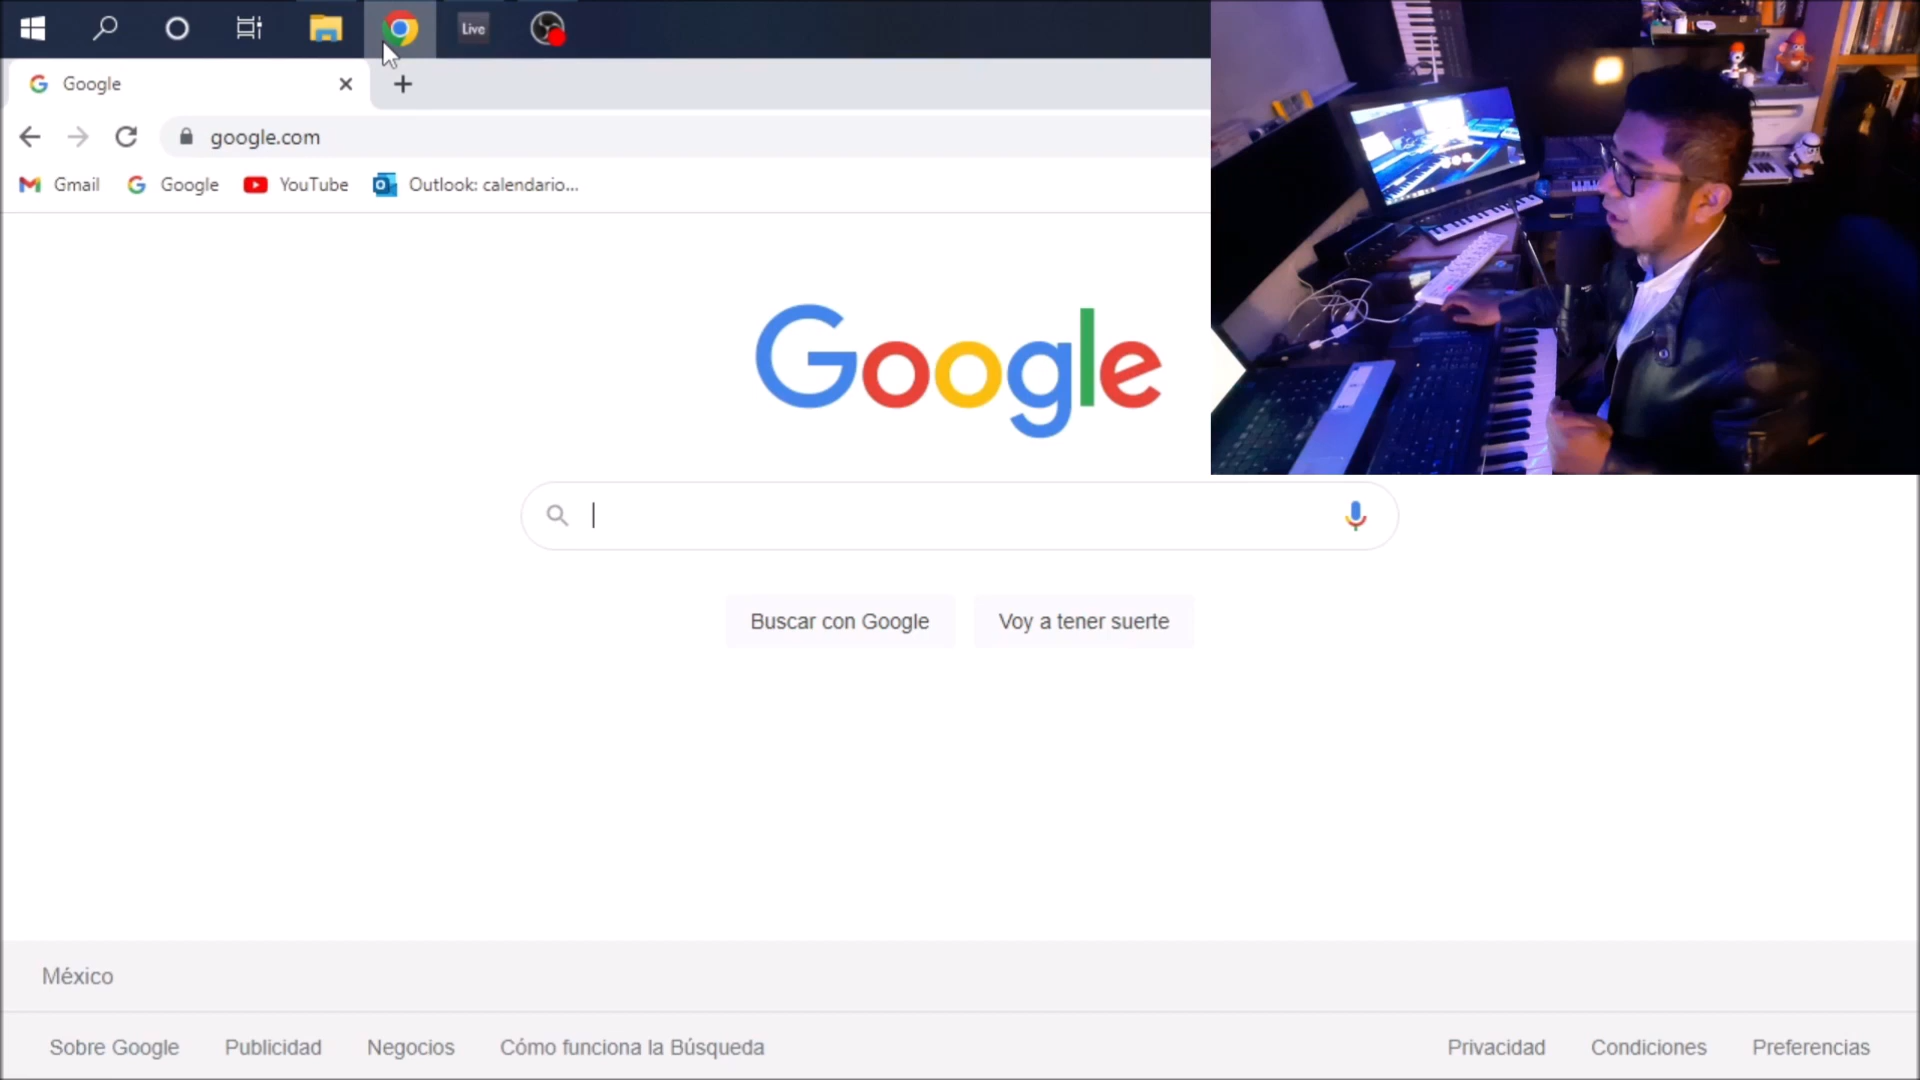 Live
Google
google.com
Gmail
Google
YouTube
Outlook: calendario...
Google
Buscar con Google
Voy a tener suerte
México
Sobre Google
Publicidad
Negocios
Cómo funciona la Búsqueda
Privacidad
Condiciones
Preferencias